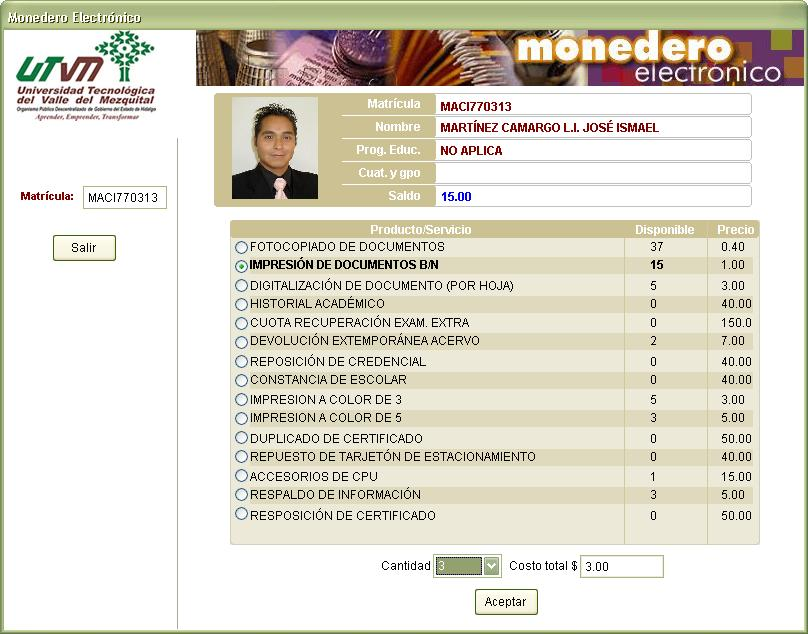 Monedero Electrónico
UTVM
Universidad Tecnológica
del Valle del Mezquital
Organismo Público Descentralizado de Gobierno del Estado de Hidalgo
Aprender, Emprender, Transformar
monedero
electrónico
Matrícula MACI770313
Nombre MARTÍNEZ CAMARGO L.I. JOSÉ ISMAEL
Prog. Educ. NO APLICA
Cuat. y gpo
Saldo 15.00
Matrícula: MACI770313
Salir
Producto/Servicio Disponible Precio
FOTOCOPIADO DE DOCUMENTOS 37 0.40
IMPRESIÓN DE DOCUMENTOS B/N 15 1.00
DIGITALIZACIÓN DE DOCUMENTO (POR HOJA) 5 3.00
HISTORIAL ACADÉMICO 0 40.00
CUOTA RECUPERACIÓN EXAM. EXTRA 0 150.0
DEVOLUCIÓN EXTEMPORÁNEA ACERVO 2 7.00
REPOSICIÓN DE CREDENCIAL 0 40.00
CONSTANCIA DE ESCOLAR 0 40.00
IMPRESION A COLOR DE 3 5 3.00
IMPRESION A COLOR DE 5 3 5.00
DUPLICADO DE CERTIFICADO 0 50.00
REPUESTO DE TARJETÓN DE ESTACIONAMIENTO 0 40.00
ACCESORIOS DE CPU 1 15.00
RESPALDO DE INFORMACIÓN 3 5.00
RESPOSICIÓN DE CERTIFICADO 0 50.00
Cantidad 3 Costo total $ 3.00
Aceptar